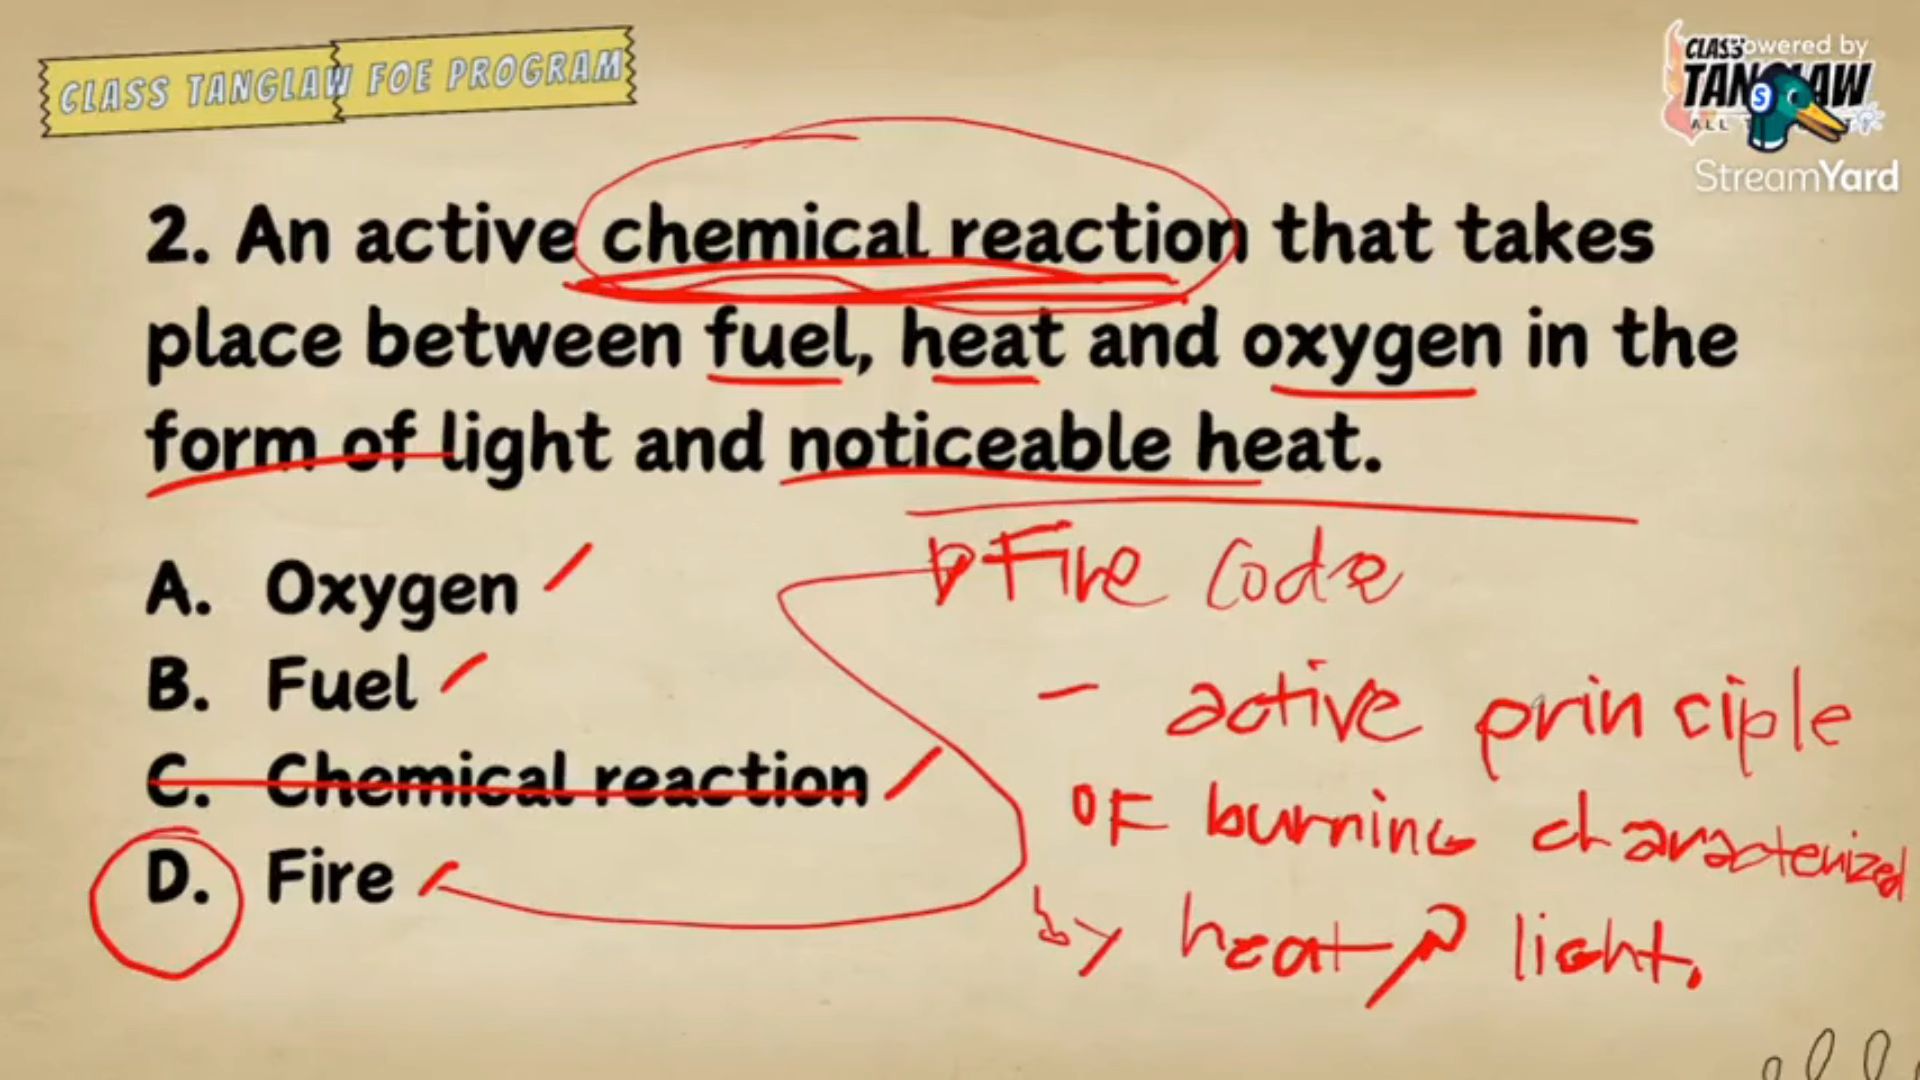 CLASS TANGLAW FOE PROGRAM
Powered by
CLASS
TANGLAW
ALL
StreamYard
2. An active chemical reaction that takes
place between fuel, heat and oxygen in the
form of light and noticeable heat.
A. Oxygen
B. Fuel
C. Chemical reaction
D. Fire
Fire Code
- active principle
OF burning characterized
by heat & light.